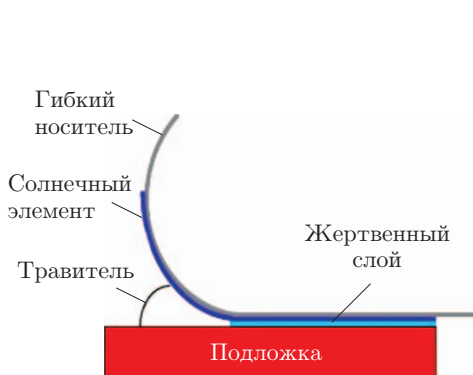 Гибкий
носитель
Солнечный
элемент
Травитель
Жертвенный
слой
Подложка